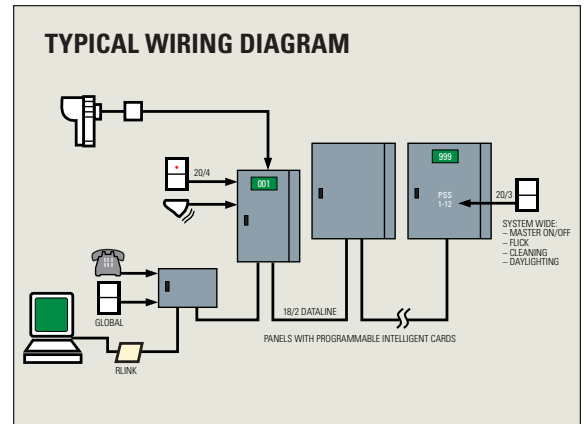 TYPICAL WIRING DIAGRAM
20/4
001
999
PSS
1-12
20/3
SYSTEM WIDE:
– MASTER ON/OFF
– FLICK
– CLEANING
– DAYLIGHTING
GLOBAL
18/2 DATALINE
PANELS WITH PROGRAMMABLE INTELLIGENT CARDS
RLINK